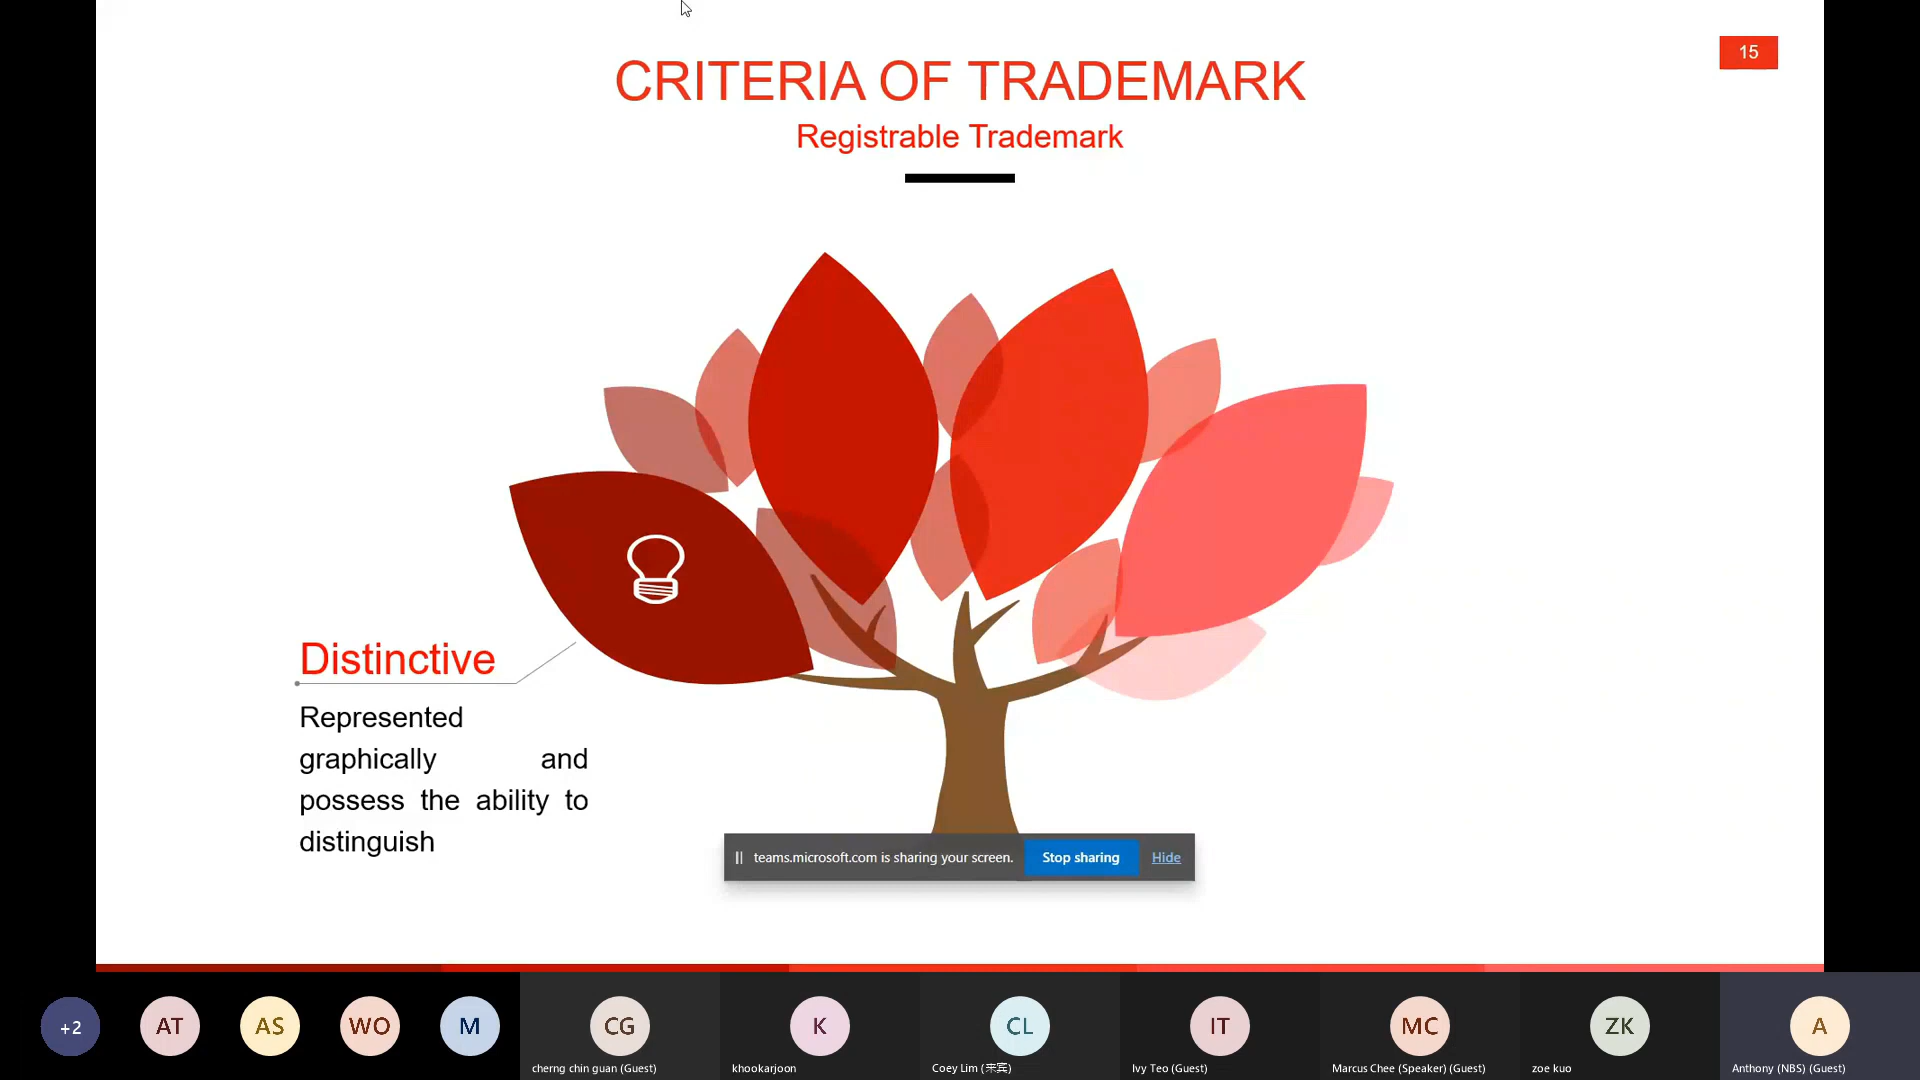 15
CRITERIA OF TRADEMARK
Registrable Trademark
Distinctive
Represented
graphically and
possess the ability to
distinguish
teams.microsoft.com is sharing your screen. Stop sharing Hide
+2 AT AS WO M CG K CL IT MC ZK A
cherng chin guan (Guest) khookarjoon Coey Lim (来宾) Ivy Teo (Guest) Marcus Chee (Speaker) (Guest) zoe kuo Anthony (NBS) (Guest)